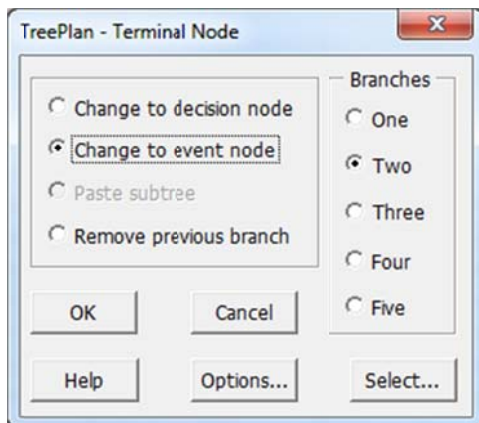 TreePlan - Terminal Node
Change to decision node
Change to event node
Paste subtree
Remove previous branch
Branches
One
Two
Three
Four
Five
OK
Cancel
Help
Options...
Select...